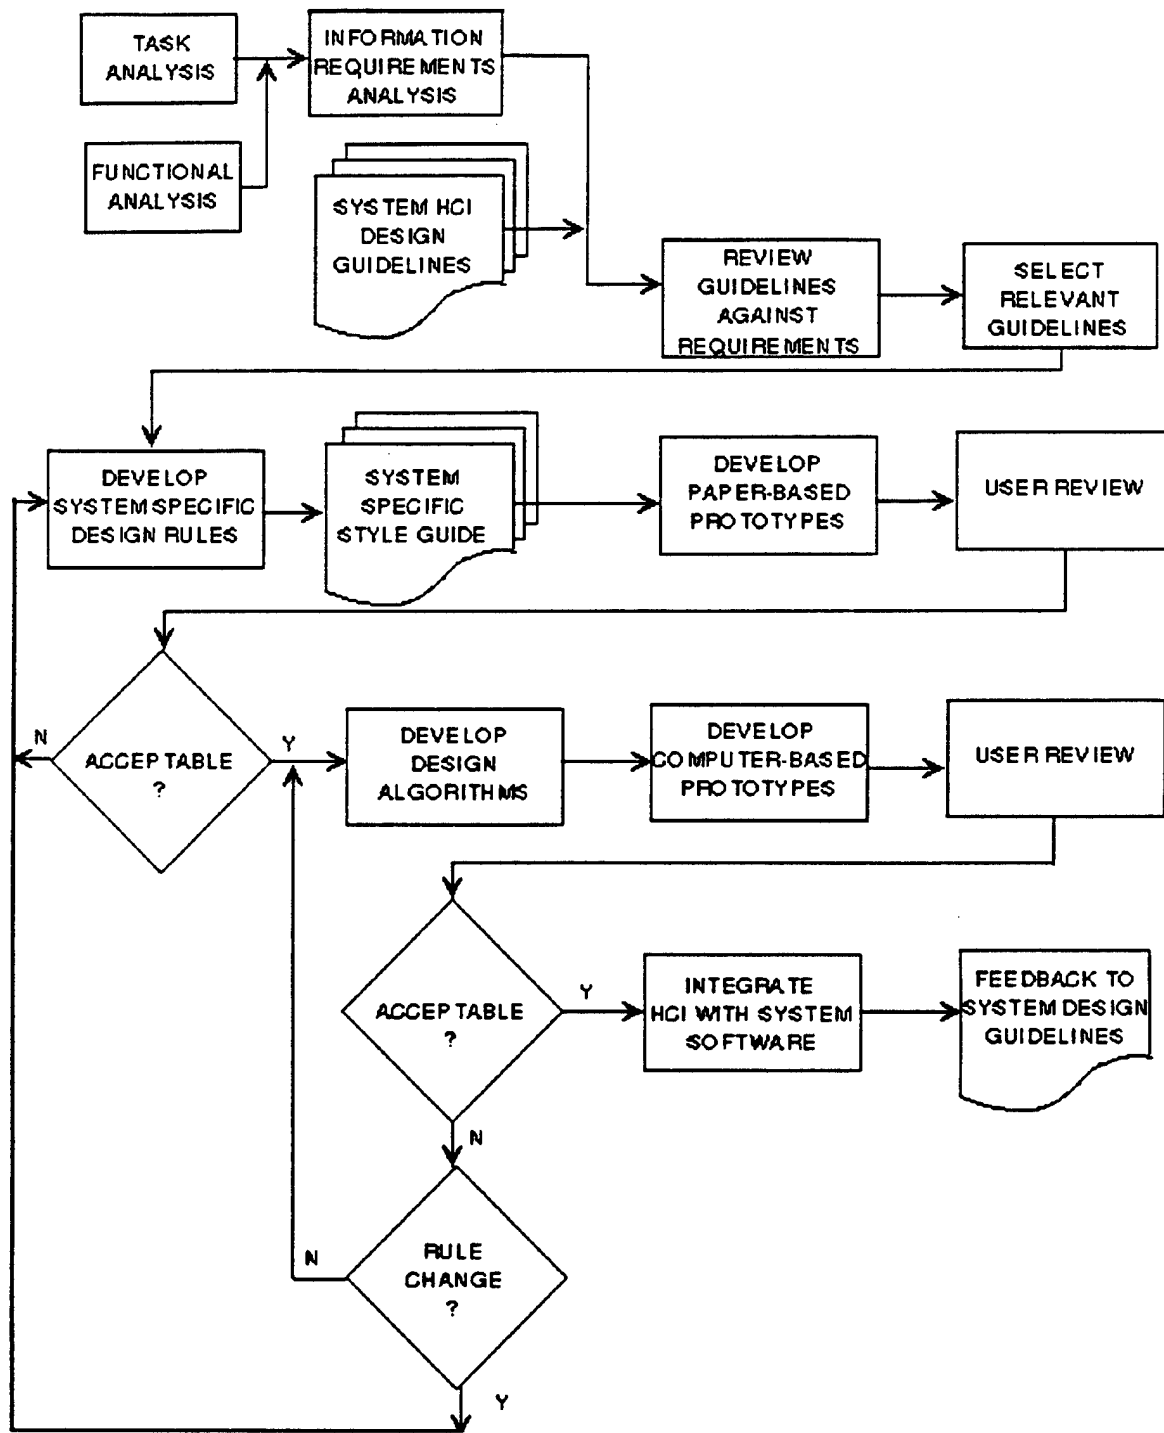 TASK
ANALYSIS
INFORMATION
REQUIREMENTS
ANALYSIS
FUNCTIONAL
ANALYSIS
SYSTEM HCI
DESIGN
GUIDELINES
REVIEW
GUIDELINES
AGAINST
REQUIREMENTS
SELECT
RELEVANT
GUIDELINES
DEVELOP
SYSTEM SPECIFIC
DESIGN RULES
SYSTEM
SPECIFIC
STYLE GUIDE
DEVELOP
PAPER-BASED
PROTOTYPES
USER REVIEW
N
ACCEPTABLE
?
Y
DEVELOP
DESIGN
ALGORITHMS
DEVELOP
COMPUTER-BASED
PROTOTYPES
USER REVIEW
ACCEPTABLE
?
Y
INTEGRATE
HCI WITH SYSTEM
SOFTWARE
FEEDBACK TO
SYSTEM DESIGN
GUIDELINES
N
N
RULE
CHANGE
?
Y